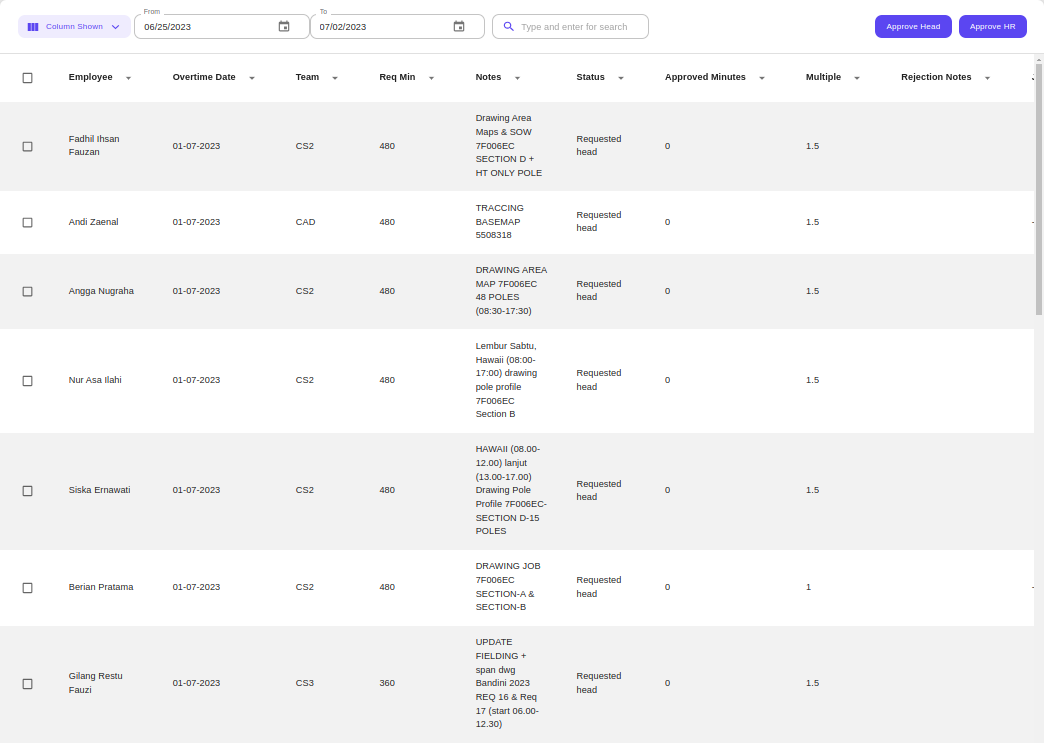 From
To
Column Shown
06/25/2023
07/02/2023
Type and enter for search
Approve Head
Approve HR
Employee
Overtime Date
Team
Req Min
Notes
Status
Approved Minutes
Multiple
Rejection Notes
Fadhil Ihsan
Fauzan
01-07-2023
CS2
480
Drawing Area
Maps & SOW
7F006EC
SECTION D +
HT ONLY POLE
Requested
head
0
1.5
Andi Zaenal
01-07-2023
CAD
480
TRACCING
BASEMAP
5508318
Requested
head
0
1.5
Angga Nugraha
01-07-2023
CS2
480
DRAWING AREA
MAP 7F006EC
48 POLES
(08:30-17:30)
Requested
head
0
1.5
Nur Asa Ilahi
01-07-2023
CS2
480
Lembur Sabtu,
Hawaii (08:00-
17:00) drawing
pole profile
7F006EC
Section B
Requested
head
0
1.5
Siska Ernawati
01-07-2023
CS2
480
HAWAII (08.00-
12.00) lanjut
(13.00-17.00)
Drawing Pole
Profile 7F006EC-
SECTION D-15
POLES
Requested
head
0
1.5
Berian Pratama
01-07-2023
CS2
480
DRAWING JOB
7F006EC
SECTION-A &
SECTION-B
Requested
head
0
1
Gilang Restu
Fauzi
01-07-2023
CS3
360
UPDATE
FIELDING +
span dwg
Bandini 2023
REQ 16 & Req
17 (start 06.00-
12.30)
Requested
head
0
1.5